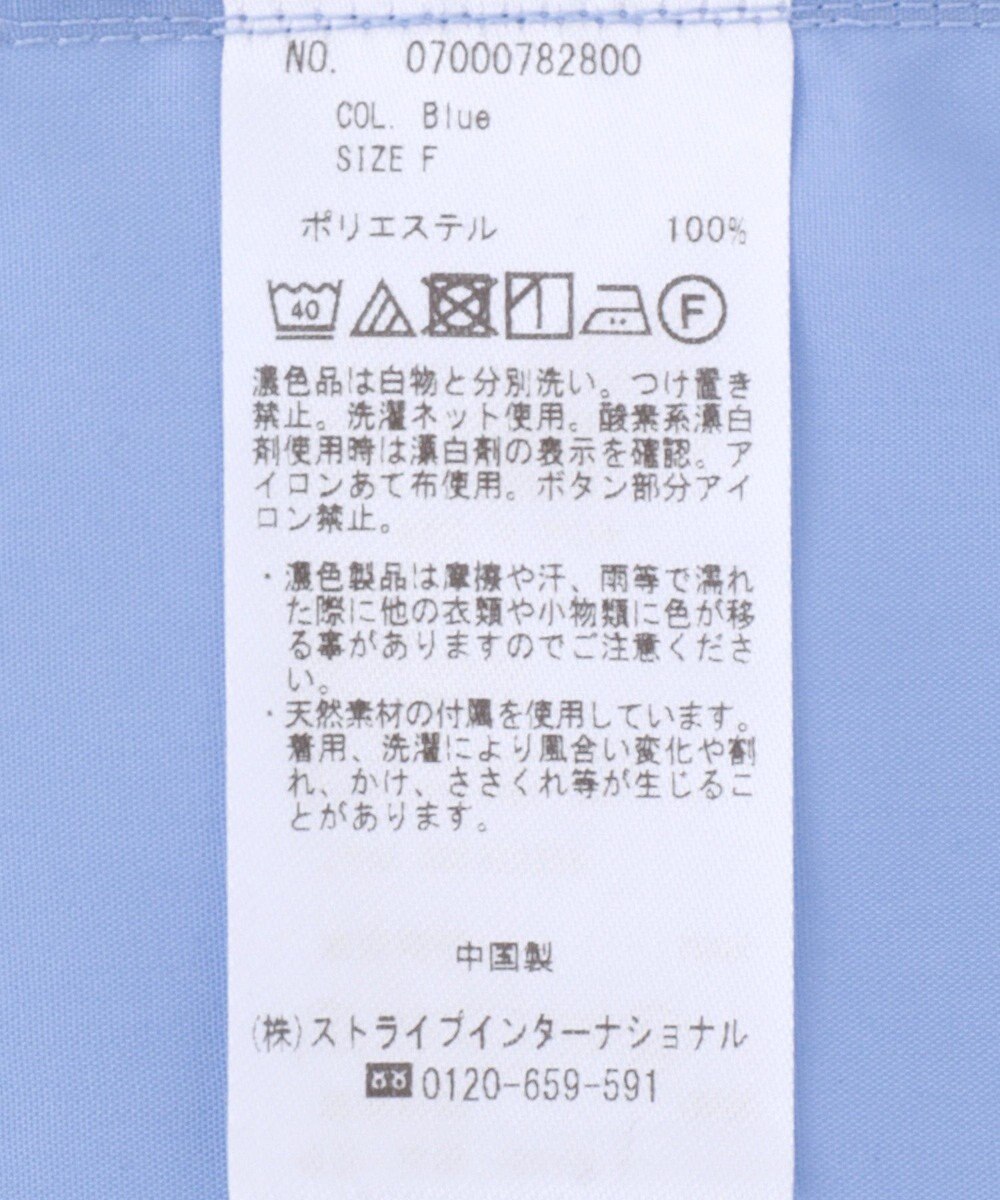 NO. 07000782800
COL. Blue
SIZE F
ポリエステル 100%
40
F
濃色品は白物と分別洗い。つけ置き
禁止。洗濯ネット使用。酸素系漂白
剤使用時は漂白剤の表示を確認。ア
イロンあて布使用。ボタン部分アイ
ロン禁止。
・濃色製品は摩擦や汗、雨等で濡れ
た際に他の衣類や小物類に色が移
る事がありますのでご注意くださ
い。
・天然素材の付属を使用しています。
着用、洗濯により風合い変化や割
れ、かけ、ささくれ等が生じるこ
とがあります。
中国製
(株)ストライプインターナショナル
0120-659-591